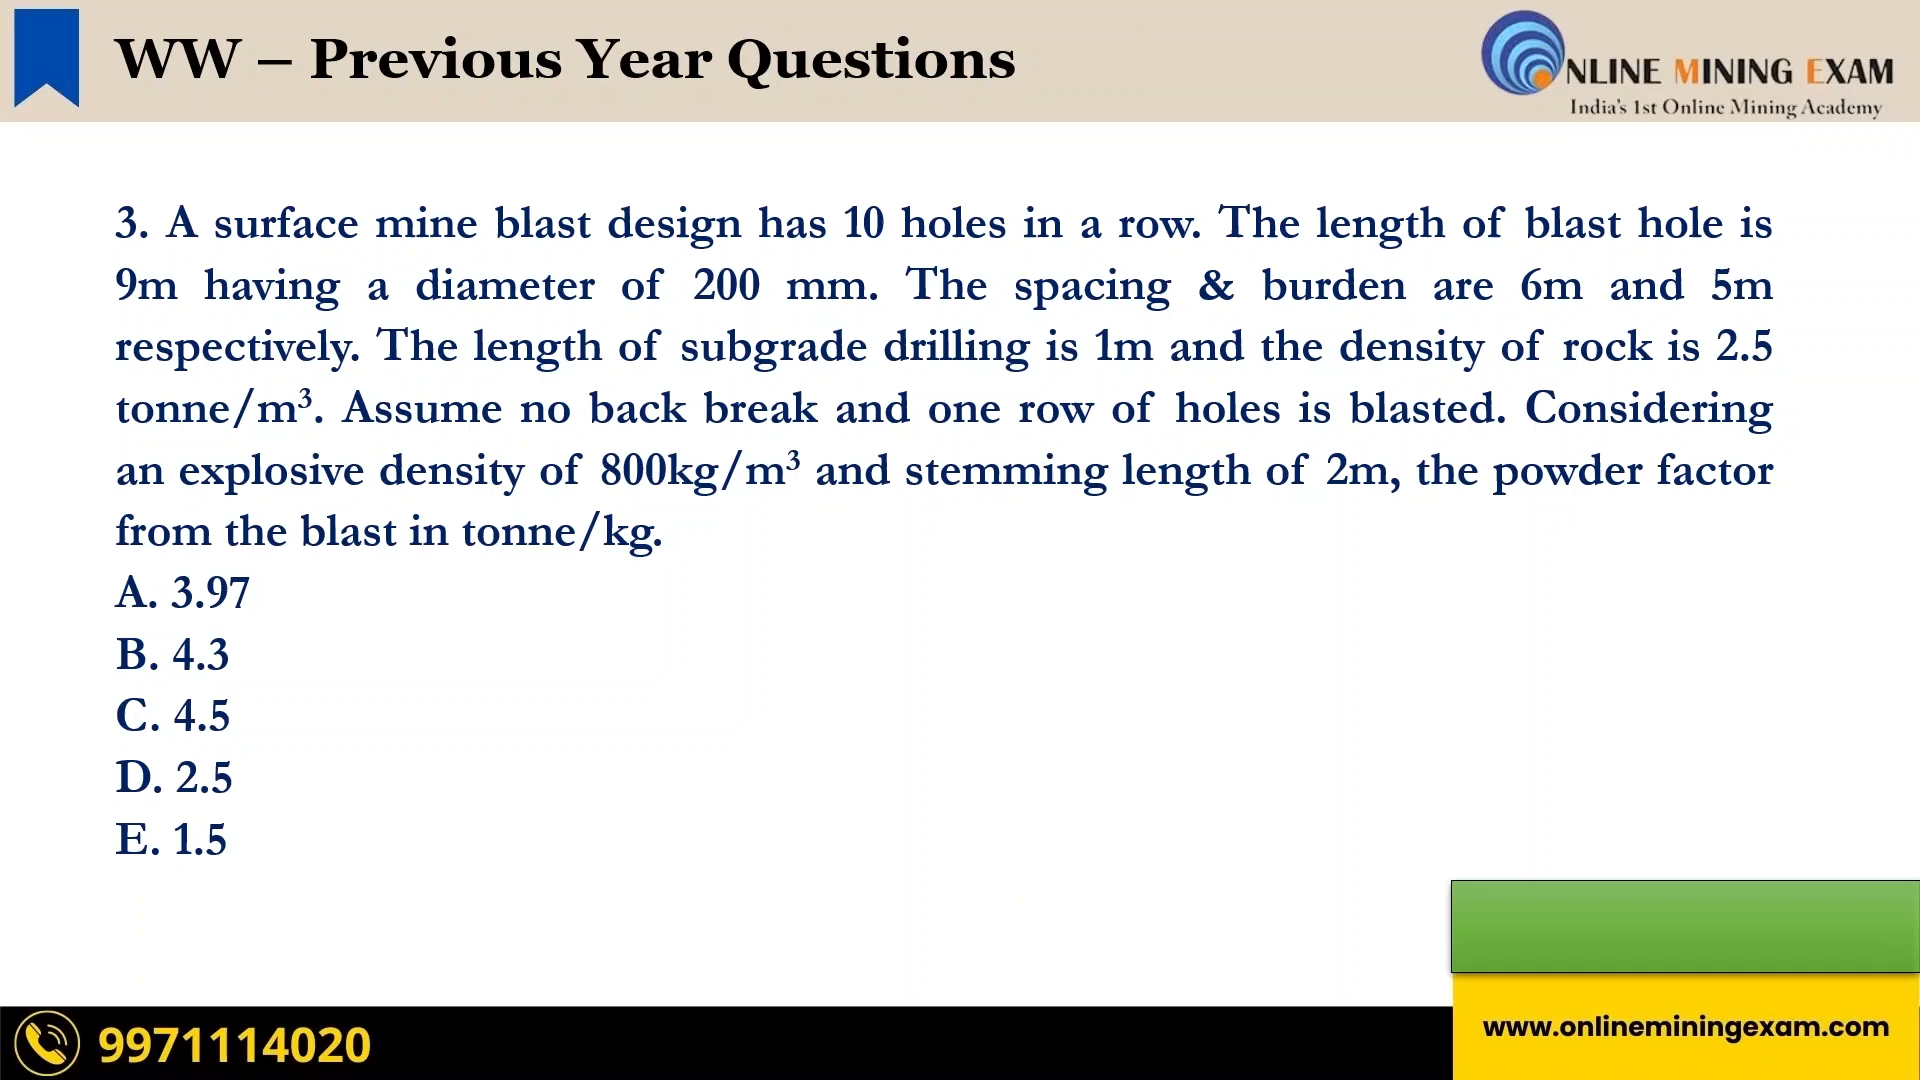 WW – Previous Year Questions
NLINE MINING EXAM
India's 1st Online Mining Academy
3. A surface mine blast design has 10 holes in a row. The length of blast hole is
9m having a diameter of 200 mm. The spacing & burden are 6m and 5m
respectively. The length of subgrade drilling is 1m and the density of rock is 2.5
tonne/m³. Assume no back break and one row of holes is blasted. Considering
an explosive density of 800kg/m³ and stemming length of 2m, the powder factor
from the blast in tonne/kg.
A. 3.97
B. 4.3
C. 4.5
D. 2.5
E. 1.5
9971114020
www.onlineminingexam.com